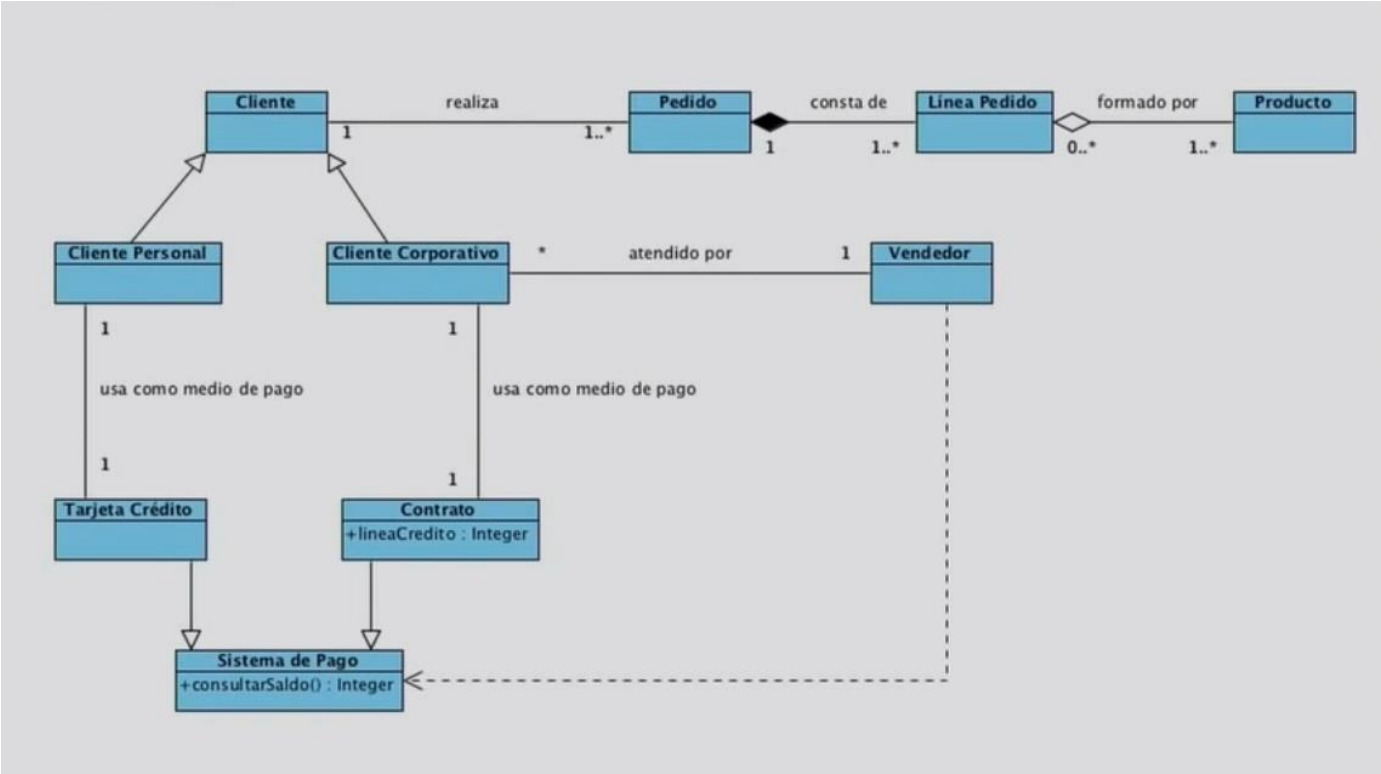 Cliente
realiza
Pedido
consta de
Línea Pedido
formado por
Producto
1
1..*
1
1..*
0..*
1..*
Cliente Personal
Cliente Corporativo
*
atendido por
1
Vendedor
1
1
usa como medio de pago
usa como medio de pago
1
1
Tarjeta Crédito
Contrato
+lineaCredito : Integer
Sistema de Pago
+consultarSaldo() : Integer